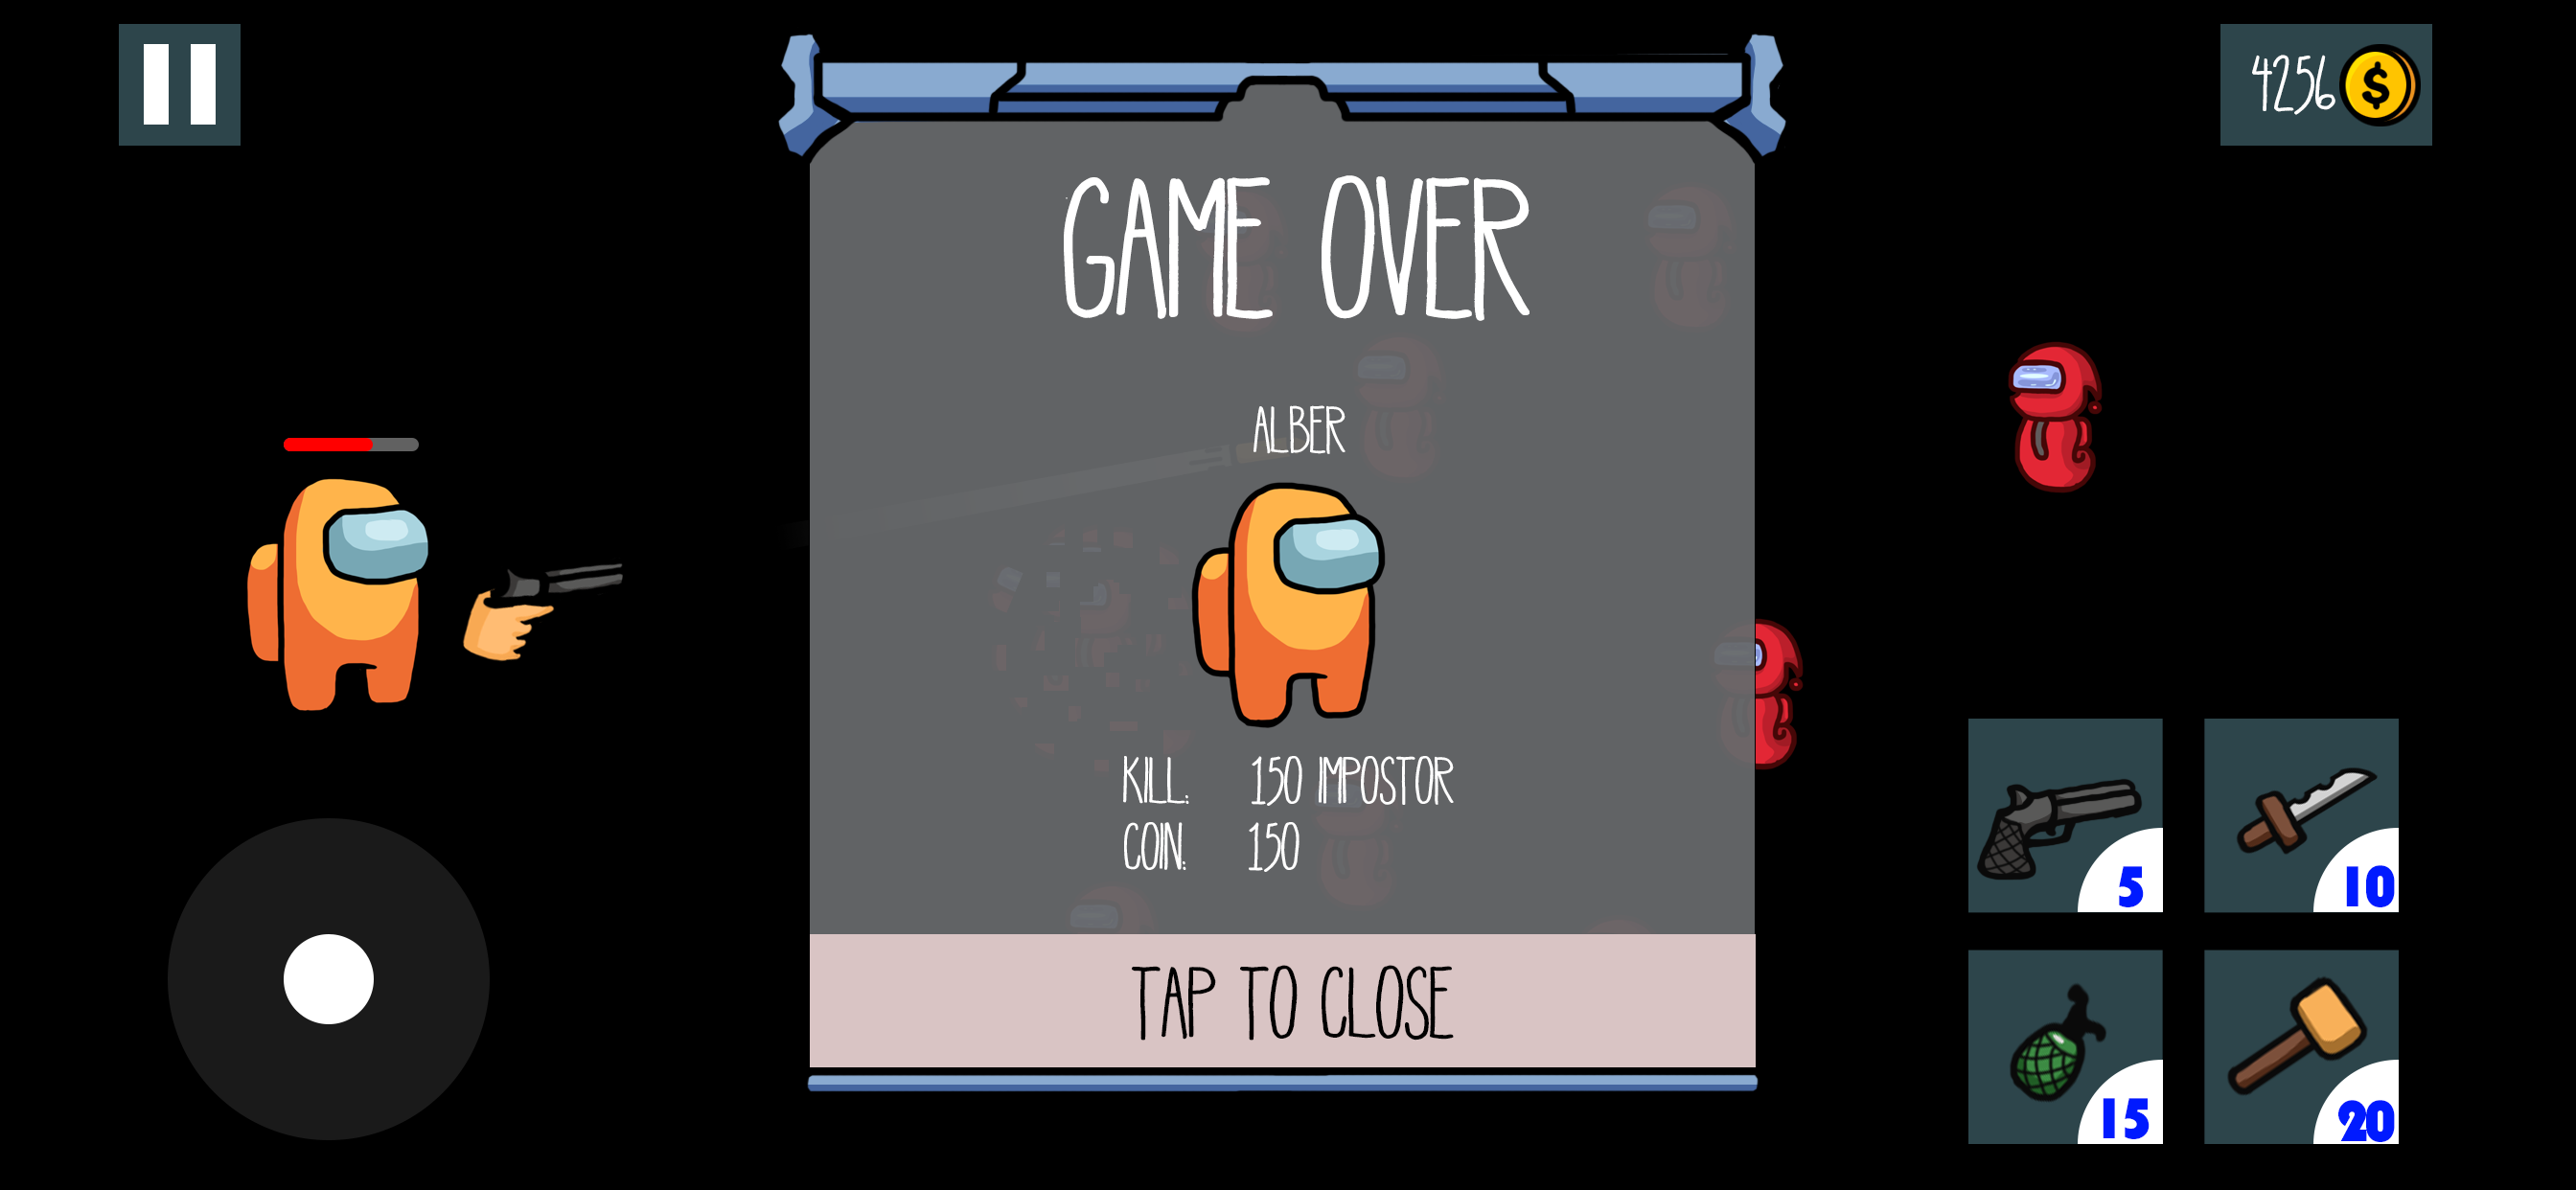 4256
GAME OVER
ALBER
KILL: 150 IMPOSTOR
COIN: 150
TAP TO CLOSE
5
10
15
20